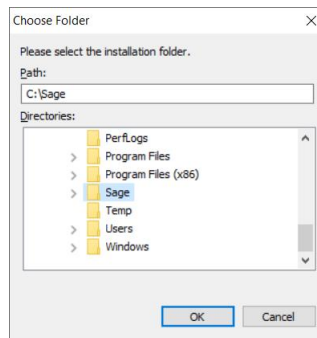 Choose Folder
Please select the installation folder.
Path:
C:\Sage
Directories:
PerfLogs
Program Files
Program Files (x86)
Sage
Temp
Users
Windows
OK Cancel